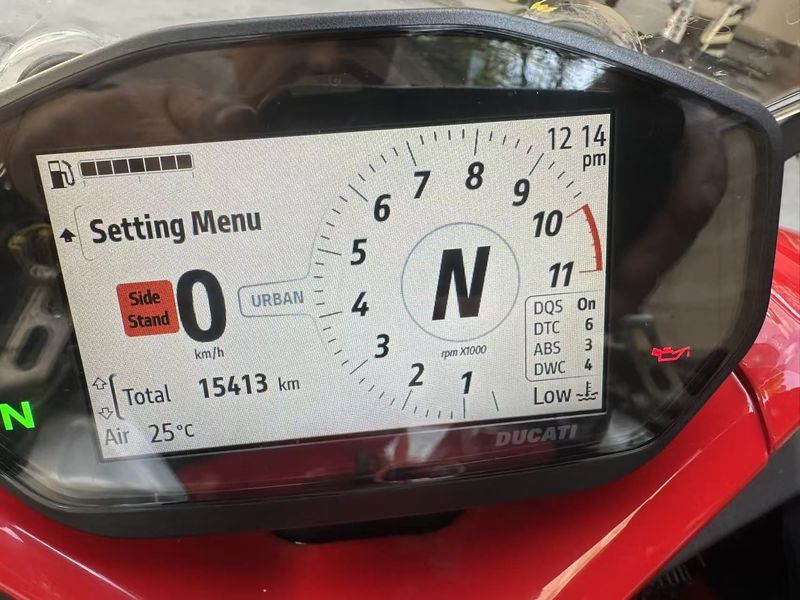 12 14
pm
Setting Menu
Side
Stand
0
km/h
URBAN
1
2
3
4
5
6
7
8
9
10
11
N
rpm X1000
DQS On
DTC 6
ABS 3
DWC 4
Low
Total 15413 km
Air 25°C
N
DUCATI